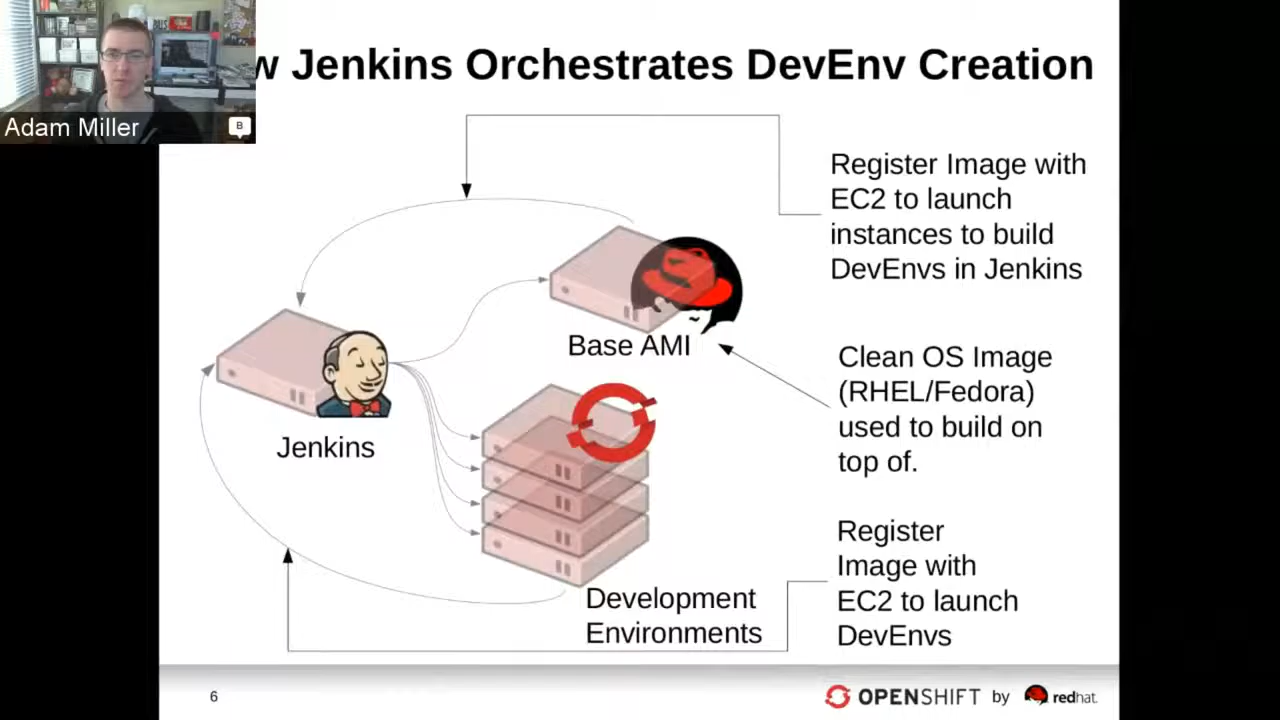 w Jenkins Orchestrates DevEnv Creation
Adam Miller
B
Register Image with
EC2 to launch
instances to build
DevEnvs in Jenkins
Base AMI
Clean OS Image
(RHEL/Fedora)
used to build on
top of.
Jenkins
Register
Image with
EC2 to launch
DevEnvs
Development
Environments
6
OPENSHIFT by redhat.